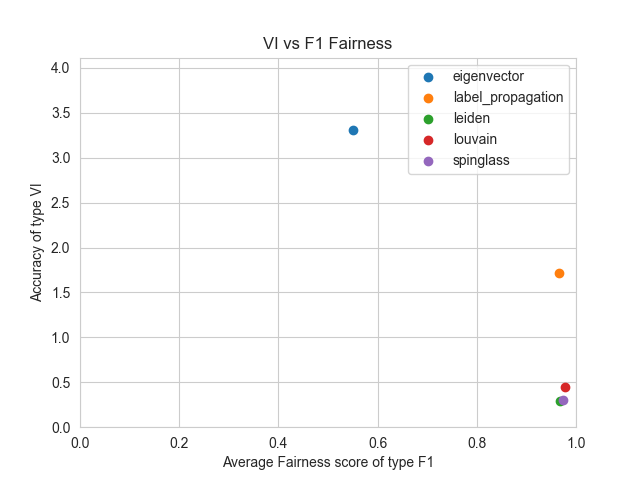 VI vs F1 Fairness
eigenvector
label_propagation
leiden
louvain
spinglass
Accuracy of type VI
4.0
3.5
3.0
2.5
2.0
1.5
1.0
0.5
0.0
0.0 0.2 0.4 0.6 0.8 1.0
Average Fairness score of type F1